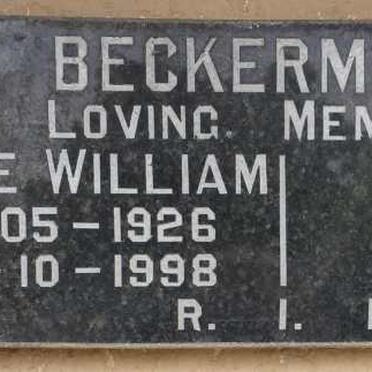 BECKERM
LOVING MEM
E WILLIAM
05 - 1926
10 - 1998
R. I.